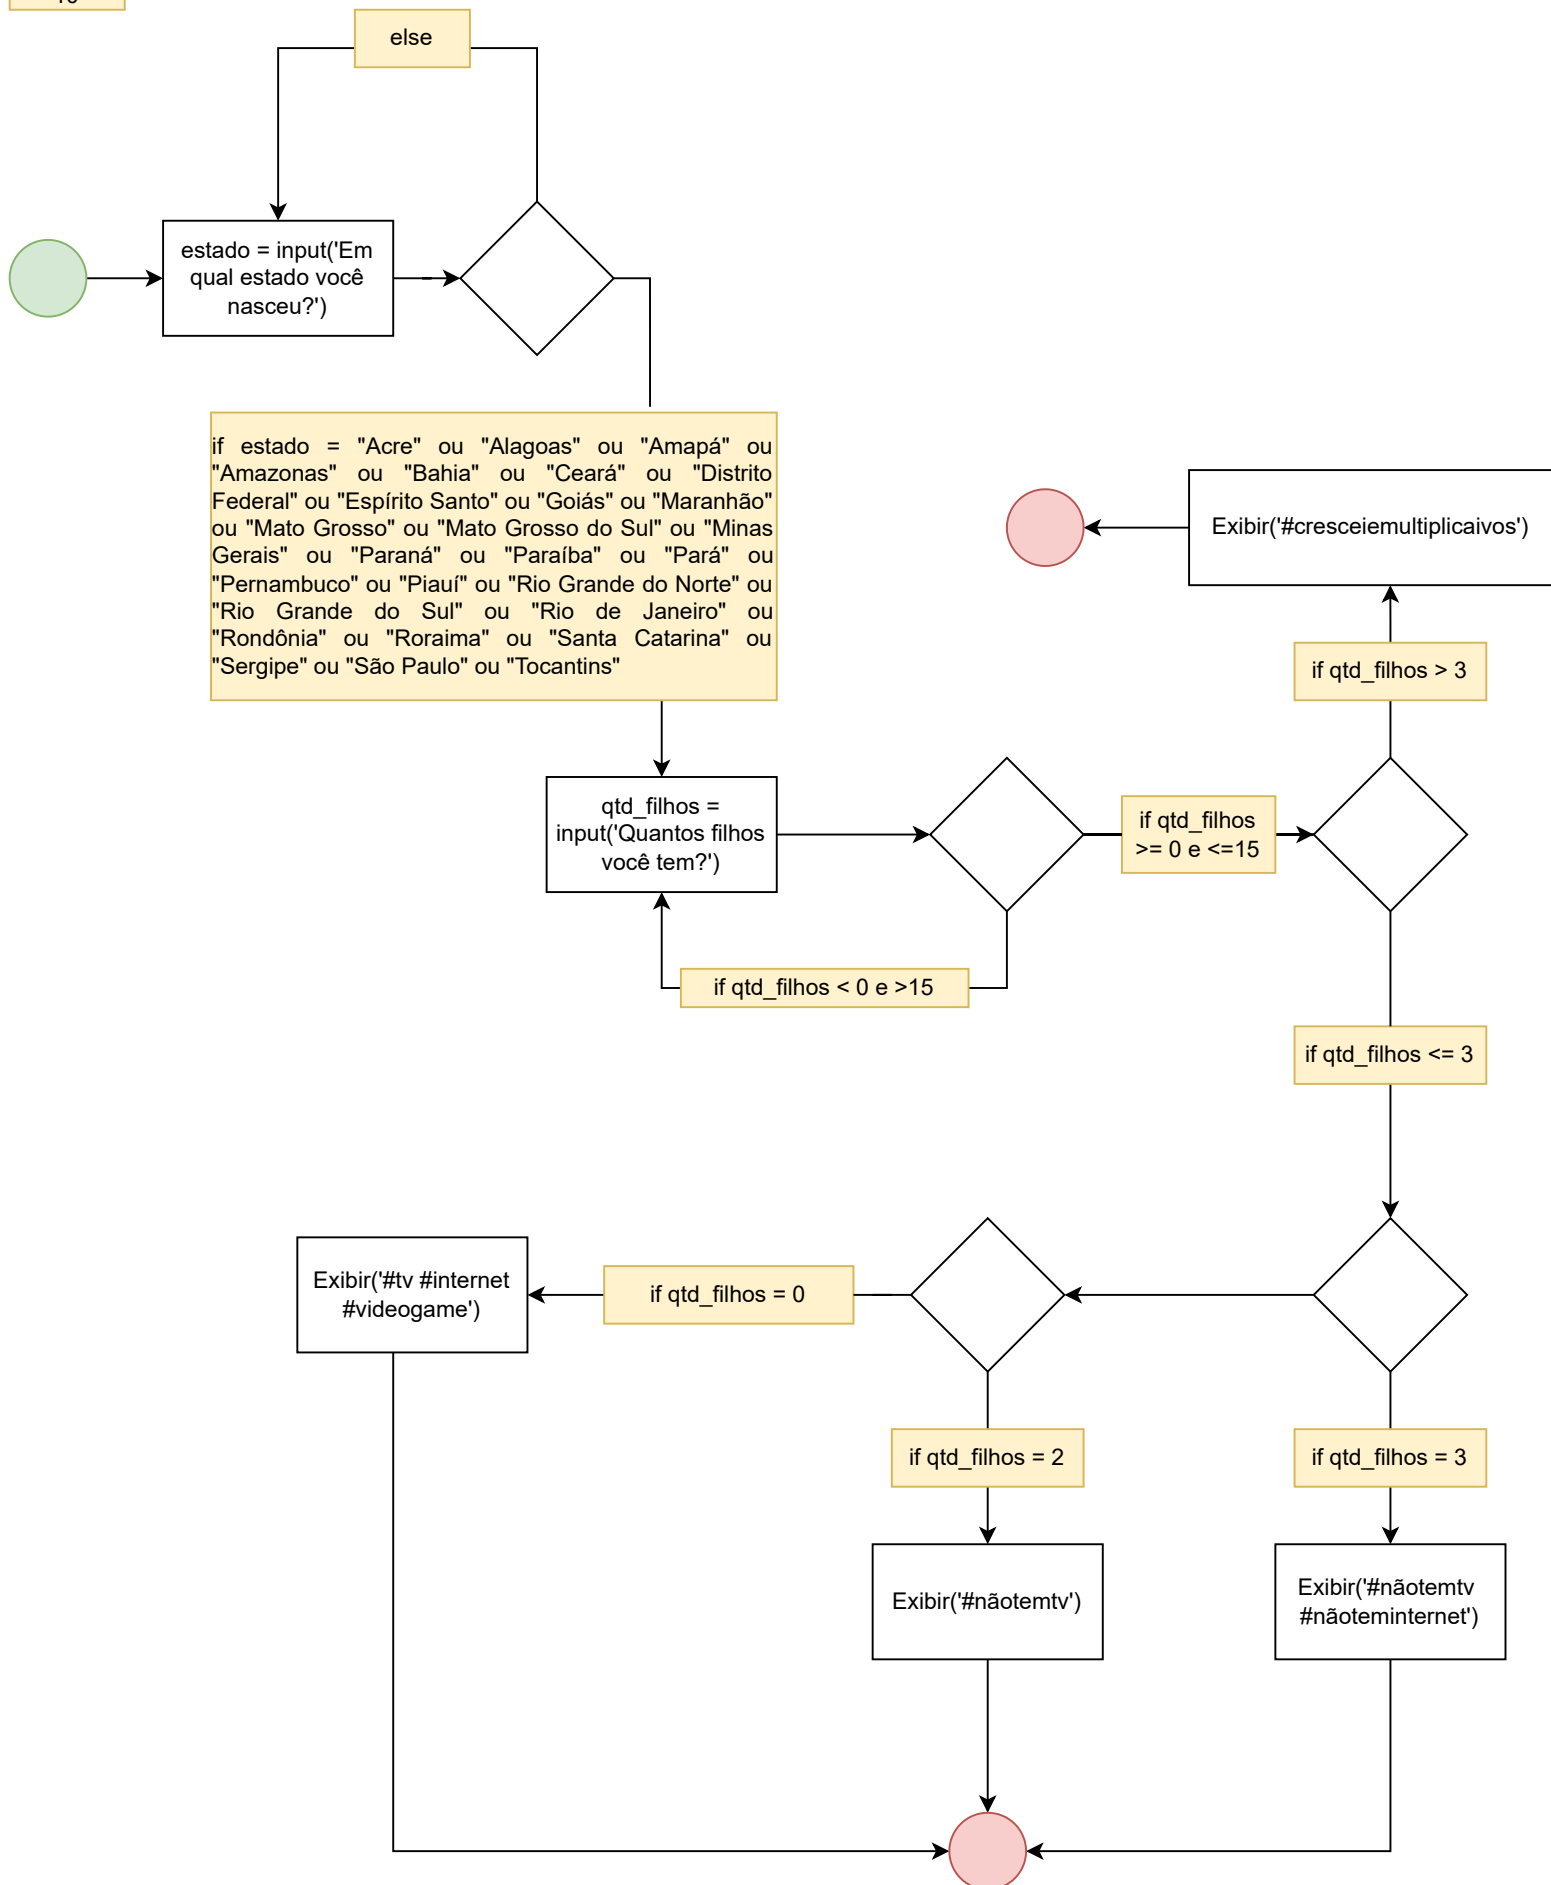 else
estado = input('Em
qual estado você
nasceu?')
if estado = "Acre" ou "Alagoas" ou "Amapá" ou
"Amazonas" ou "Bahia" ou "Ceará" ou "Distrito
Federal" ou "Espírito Santo" ou "Goiás" ou "Maranhão"
ou "Mato Grosso" ou "Mato Grosso do Sul" ou "Minas
Gerais" ou "Paraná" ou "Paraíba" ou "Pará" ou
"Pernambuco" ou "Piauí" ou "Rio Grande do Norte" ou
"Rio Grande do Sul" ou "Rio de Janeiro" ou
"Rondônia" ou "Roraima" ou "Santa Catarina" ou
"Sergipe" ou "São Paulo" ou "Tocantins"
Exibir('#cresceiemultiplicaivos')
if qtd_filhos > 3
qtd_filhos =
input('Quantos filhos
você tem?')
if qtd_filhos
>= 0 e <=15
if qtd_filhos < 0 e >15
if qtd_filhos <= 3
Exibir('#tv #internet
#videogame')
if qtd_filhos = 0
if qtd_filhos = 2
if qtd_filhos = 3
Exibir('#nãotemtv')
Exibir('#nãotemtv
#nãoteminternet')